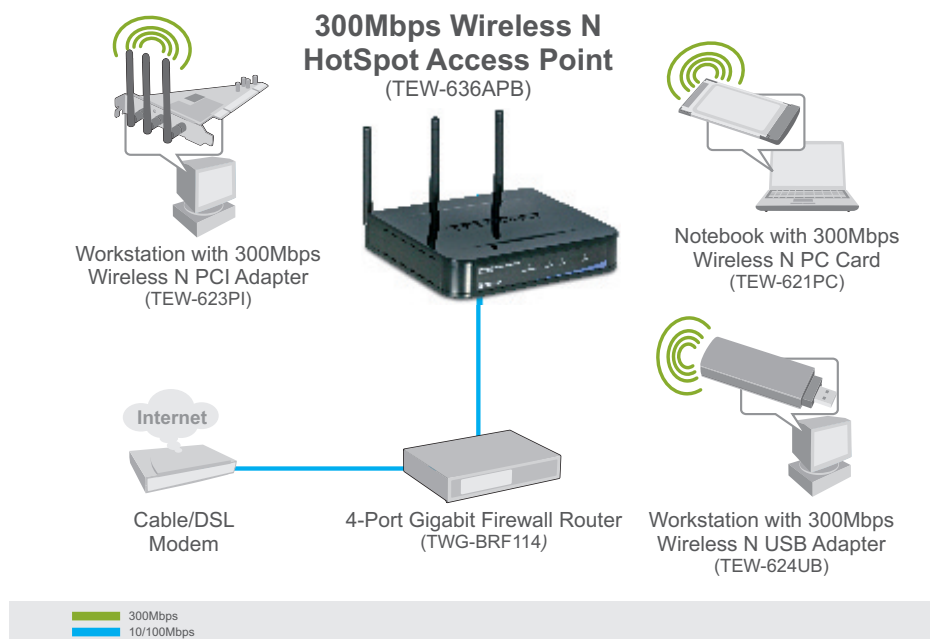 300Mbps Wireless N
HotSpot Access Point
(TEW-636APB)
Workstation with 300Mbps
Wireless N PCI Adapter
(TEW-623PI)
Notebook with 300Mbps
Wireless N PC Card
(TEW-621PC)
Internet
Cable/DSL
Modem
4-Port Gigabit Firewall Router
(TWG-BRF114)
Workstation with 300Mbps
Wireless N USB Adapter
(TEW-624UB)
300Mbps
10/100Mbps